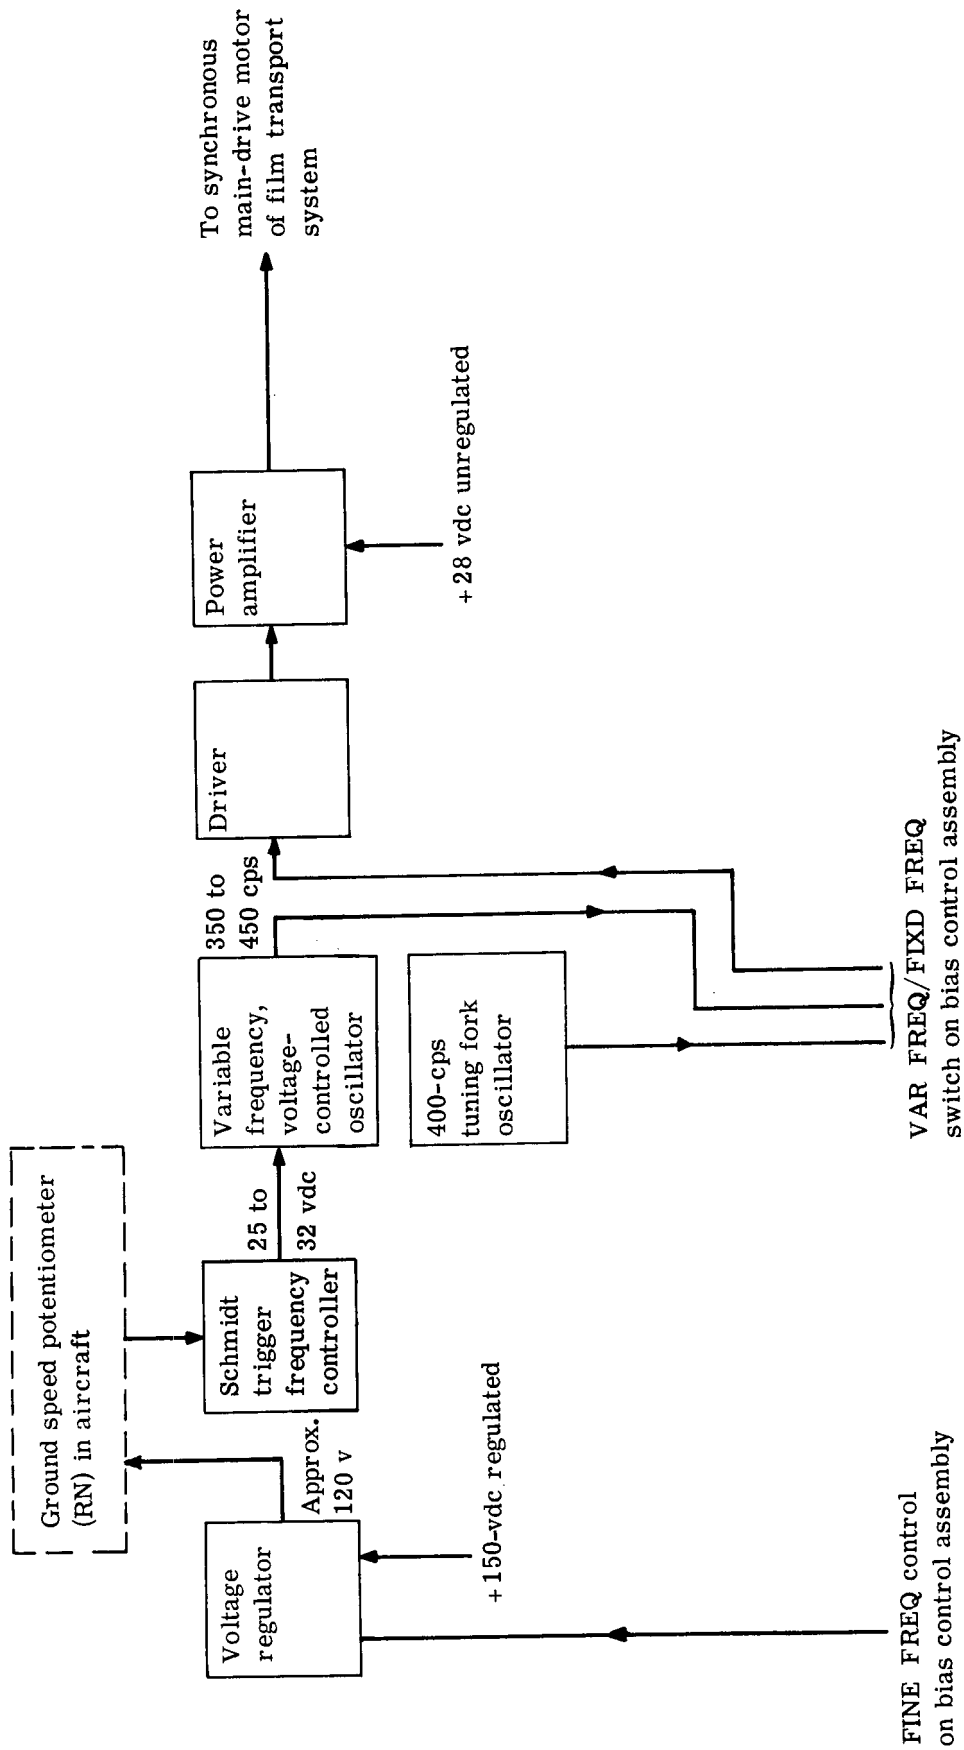 Ground speed potentiometer
(RN) in aircraft
Voltage
regulator
Approx.
120 v
Schmidt
trigger
frequency
controller
25 to
32 vdc
Variable
frequency,
voltage-
controlled
oscillator
350 to
450 cps
Driver
Power
amplifier
To synchronous
main-drive motor
of film transport
system
400-cps
tuning fork
oscillator
+150-vdc regulated
+28 vdc unregulated
FINE FREQ control
on bias control assembly
VAR FREQ/FIXD FREQ
switch on bias control assembly